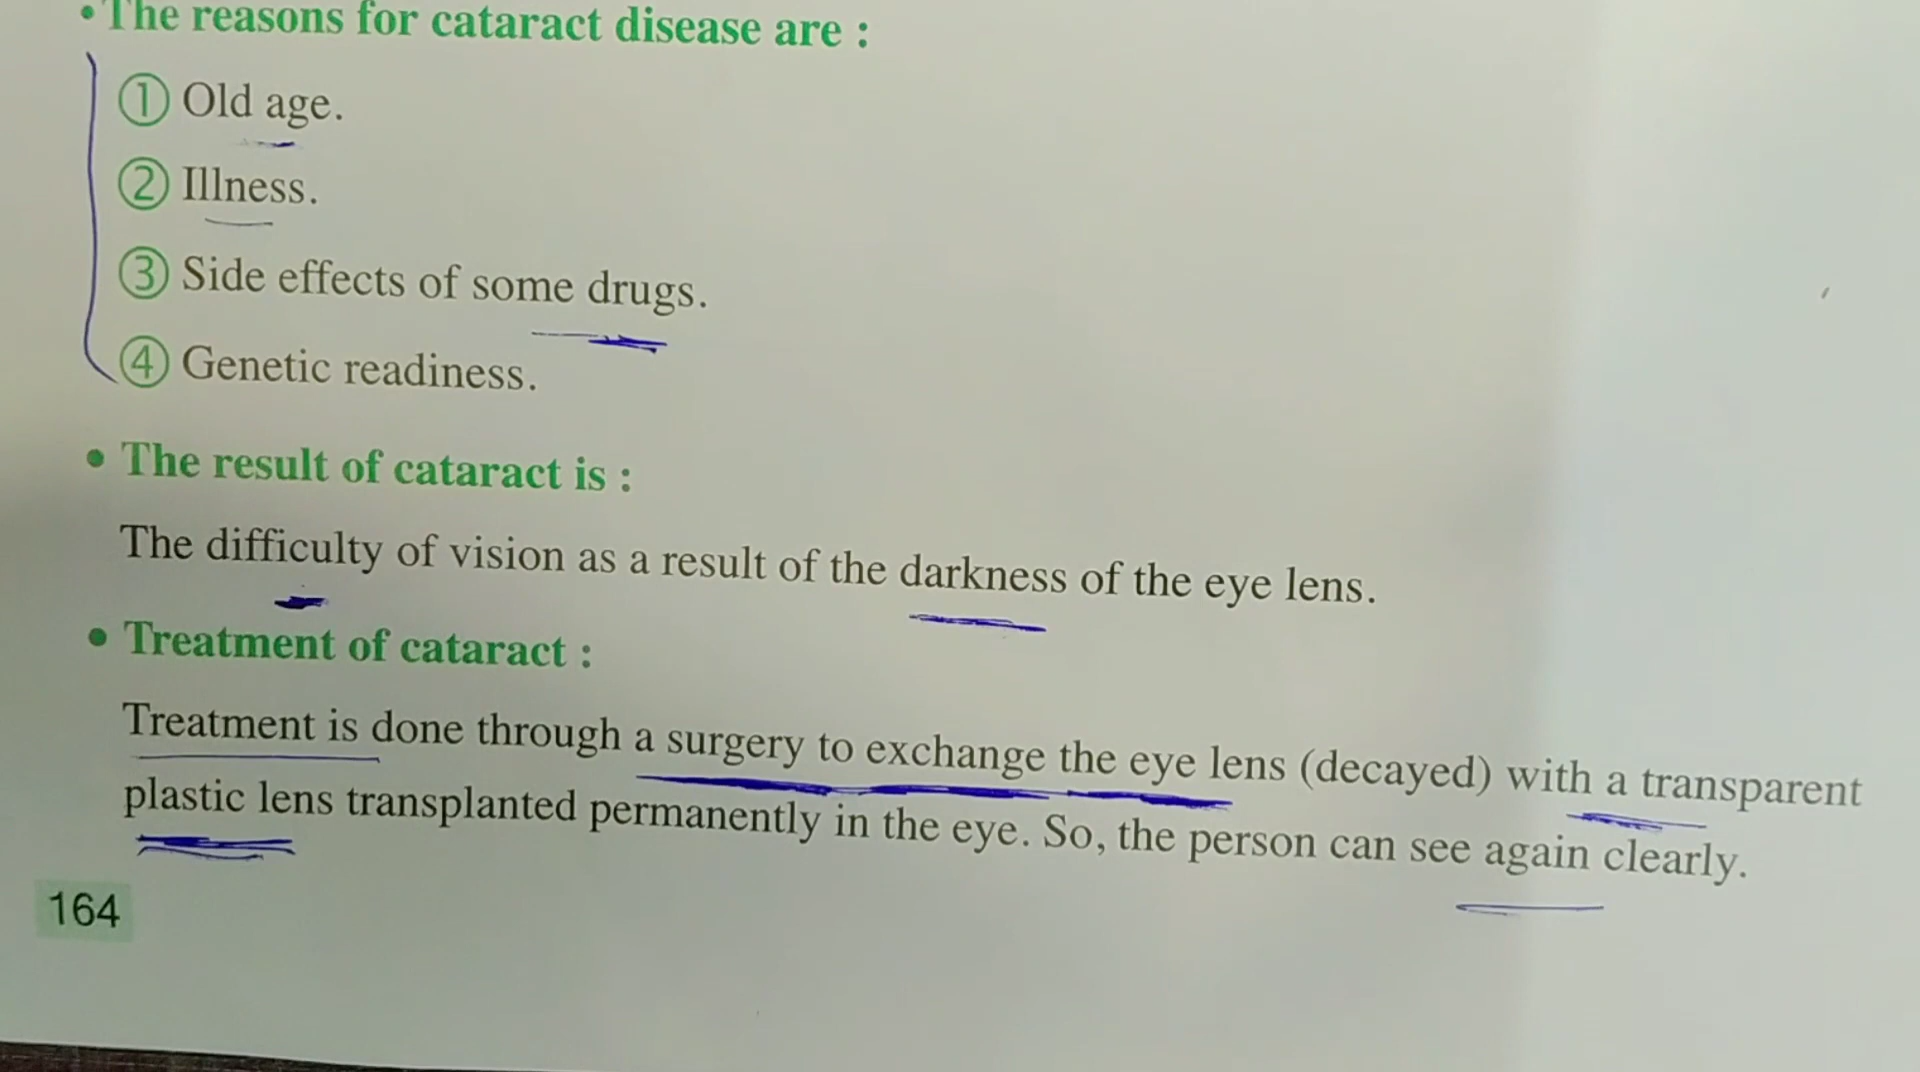 •The reasons for cataract disease are :
① Old age.
② Illness.
③ Side effects of some drugs.
④ Genetic readiness.
• The result of cataract is :
The difficulty of vision as a result of the darkness of the eye lens.
• Treatment of cataract :
Treatment is done through a surgery to exchange the eye lens (decayed) with a transparent
plastic lens transplanted permanently in the eye. So, the person can see again clearly.
164